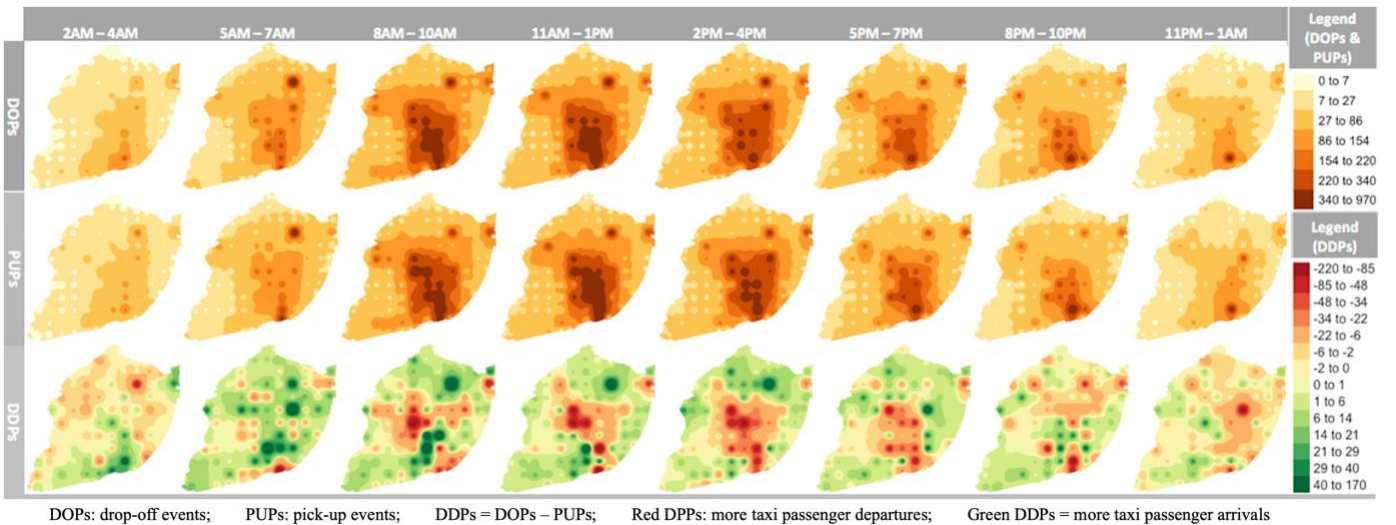 2AM – 4AM 5AM – 7AM 8AM – 10AM 11AM – 1PM 2PM – 4PM 5PM – 7PM 8PM – 10PM 11PM – 1AM
Legend
(DOPs &
PUPs)
DOPs
0 to 7
7 to 27
27 to 86
86 to 154
154 to 220
220 to 340
340 to 970
PUPs
Legend
(DDPs)
-220 to -85
-85 to -48
-48 to -34
-34 to -22
-22 to -6
-6 to -2
-2 to 0
0 to 1
1 to 6
6 to 14
14 to 21
21 to 29
29 to 40
40 to 170
DDPs
DOPs: drop-off events; PUPs: pick-up events; DDPs = DOPs – PUPs; Red DPPs: more taxi passenger departures; Green DDPs = more taxi passenger arrivals